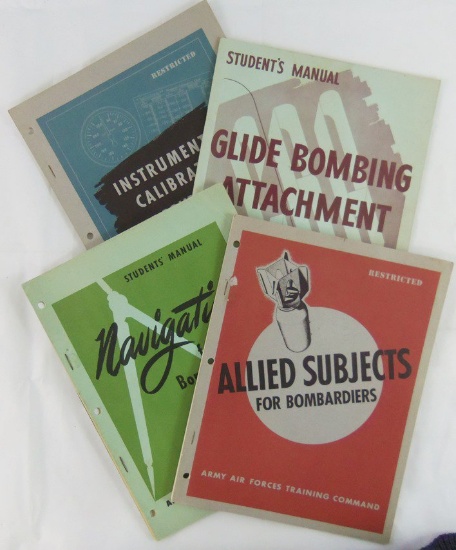 RESTRICTED
INSTRUMENT
STUDENT'S MANUAL
GLIDE BOMBING
ATTACHMENT
STUDENTS' MANUAL
RESTRICTED
ALLIED SUBJECTS
FOR BOMBARDIERS
ARMY AIR FORCES TRAINING COMMAND